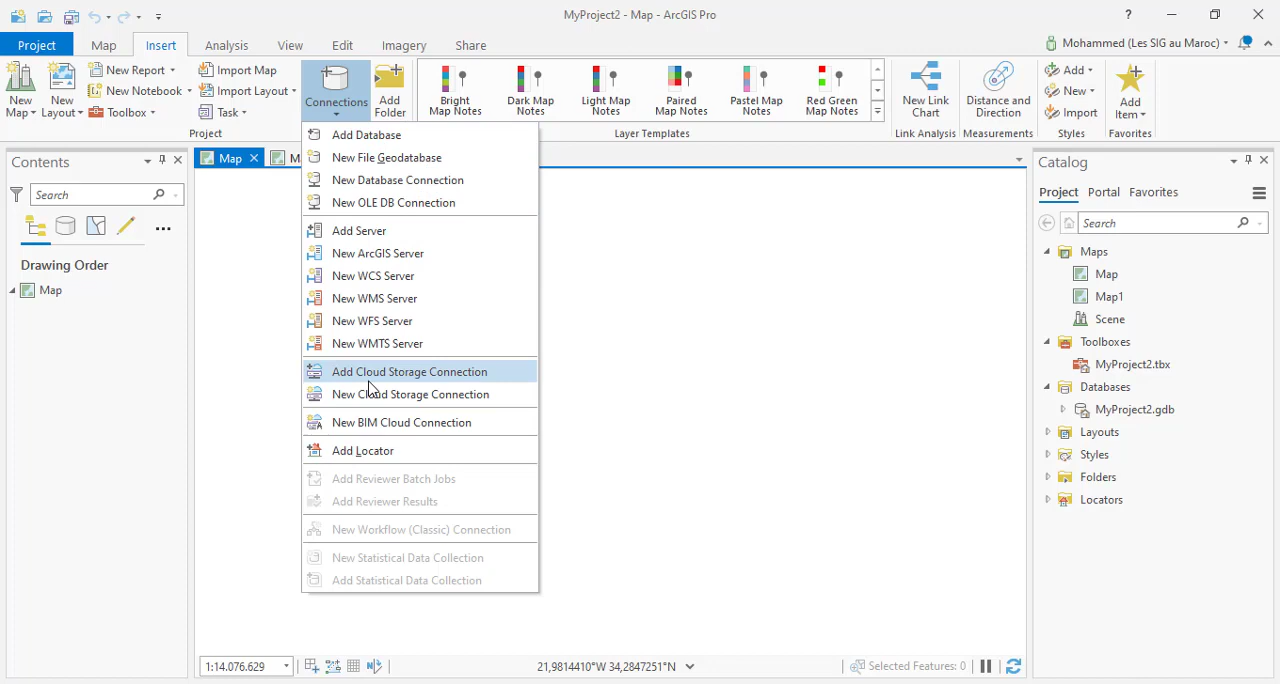 MyProject2 - Map - ArcGIS Pro
?
Project
Map
Insert
Analysis
View
Edit
Imagery
Share
Mohammed (Les SIG au Maroc)
New Map
New Layout
New Report
New Notebook
Toolbox
Import Map
Import Layout
Task
Project
Connections
Add Folder
Bright Map Notes
Dark Map Notes
Light Map Notes
Paired Map Notes
Pastel Map Notes
Red Green Map Notes
Layer Templates
New Link Chart
Link Analysis
Distance and Direction
Measurements
Add
New
Import
Styles
Add Item
Favorites
Contents
Search
Drawing Order
Map
Map
M
Add Database
New File Geodatabase
New Database Connection
New OLE DB Connection
Add Server
New ArcGIS Server
New WCS Server
New WMS Server
New WFS Server
New WMTS Server
Add Cloud Storage Connection
New Cloud Storage Connection
New BIM Cloud Connection
Add Locator
Add Reviewer Batch Jobs
Add Reviewer Results
New Workflow (Classic) Connection
New Statistical Data Collection
Add Statistical Data Collection
1:14.076.629
21,9814410°W 34,2847251°N
Selected Features: 0
Catalog
Project
Portal
Favorites
Search
Maps
Map
Map1
Scene
Toolboxes
MyProject2.tbx
Databases
MyProject2.gdb
Layouts
Styles
Folders
Locators